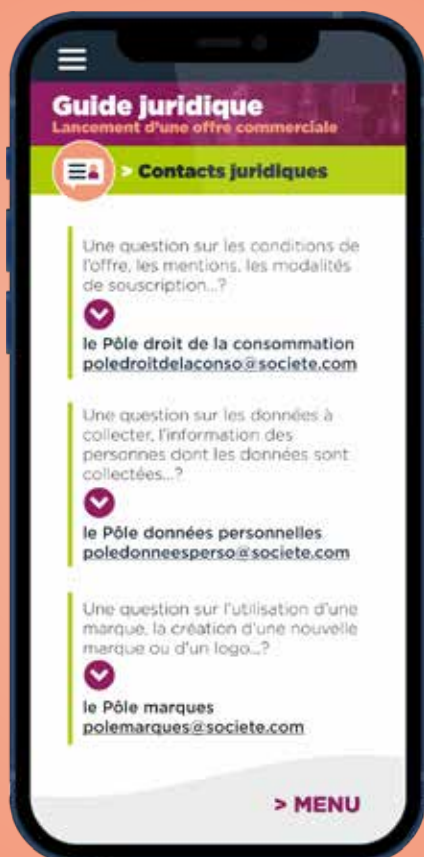 Guide juridique
Lancement d'une offre commerciale
> Contacts juridiques
Une question sur les conditions de
l'offre, les mentions, les modalités
de souscription...?
le Pôle droit de la consommation
poledroitdelaconso@societe.com
Une question sur les données à
collecter, l'information des
personnes dont les données sont
collectées...?
le Pôle données personnelles
poledonneesperso@societe.com
Une question sur l'utilisation d'une
marque, la création d'une nouvelle
marque ou d'un logo...?
le Pôle marques
polemarques@societe.com
> MENU